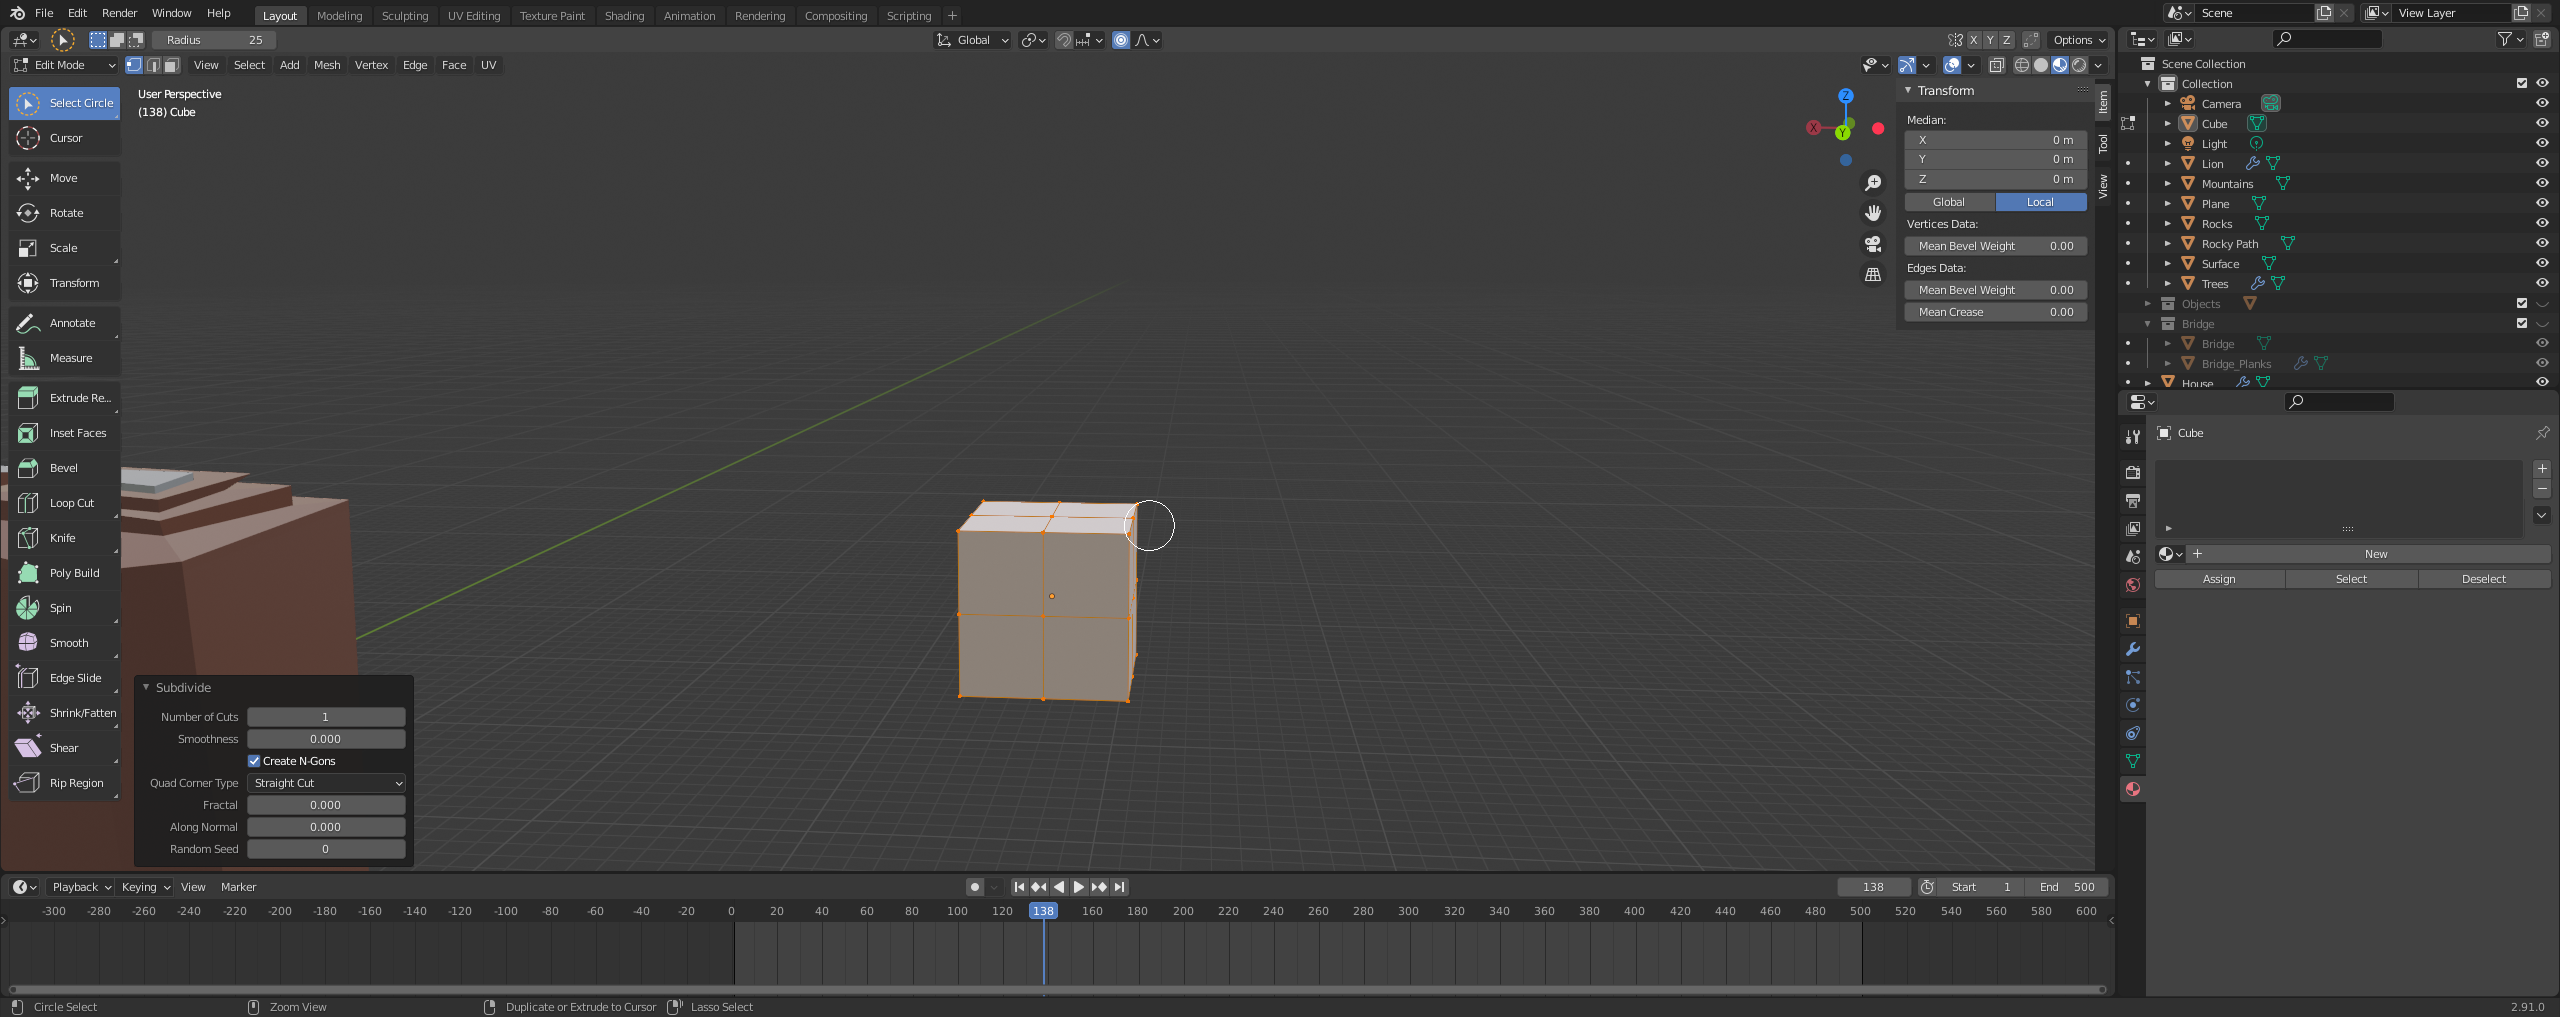 File Edit Render Window Help Layout Modeling Sculpting UV Editing Texture Paint Shading Animation Rendering Compositing Scripting + Scene View Layer
Radius 25 Global X Y Z Options
Edit Mode View Select Add Mesh Vertex Edge Face UV
User Perspective
(138) Cube
Select Circle
Cursor
Move
Rotate
Scale
Transform
Annotate
Measure
Extrude Re...
Inset Faces
Bevel
Loop Cut
Knife
Poly Build
Spin
Smooth
Edge Slide
Shrink/Fatten
Shear
Rip Region
Subdivide
Number of Cuts 1
Smoothness 0.000
Create N-Gons
Quad Corner Type Straight Cut
Fractal 0.000
Along Normal 0.000
Random Seed 0
Z
X
Y
Transform
Median:
X 0 m
Y 0 m
Z 0 m
Global Local
Vertices Data:
Mean Bevel Weight 0.00
Edges Data:
Mean Bevel Weight 0.00
Mean Crease 0.00
Item
Tool
View
Scene Collection
Collection
Camera
Cube
Light
Lion
Mountains
Plane
Rocks
Rocky Path
Surface
Trees
Objects
Bridge
Bridge
Bridge_Planks
House
Cube
+ New
Assign Select Deselect
Playback Keying View Marker 138 Start 1 End 500
-300 -280 -260 -240 -220 -200 -180 -160 -140 -120 -100 -80 -60 -40 -20 0 20 40 60 80 100 120 138 160 180 200 220 240 260 280 300 320 340 360 380 400 420 440 460 480 500 520 540 560 580 600
Circle Select Zoom View Duplicate or Extrude to Cursor Lasso Select 2.91.0